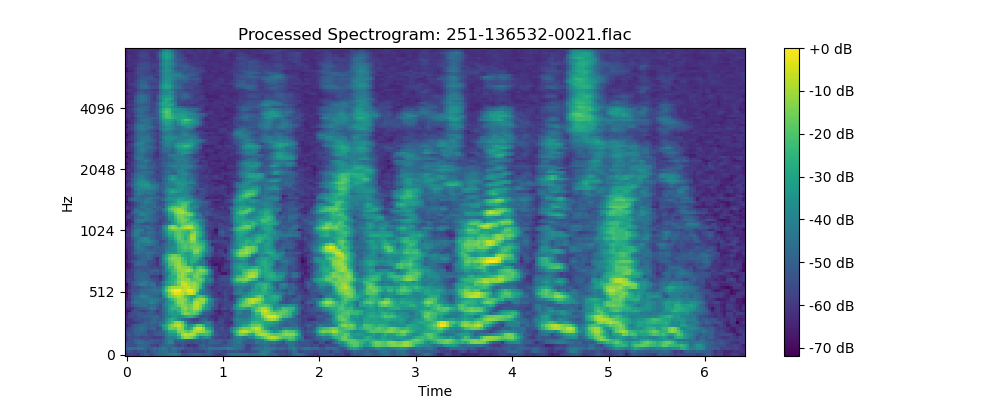 Processed Spectrogram: 251-136532-0021.flac
Hz
4096
2048
1024
512
0
0 1 2 3 4 5 6
Time
+0 dB
-10 dB
-20 dB
-30 dB
-40 dB
-50 dB
-60 dB
-70 dB